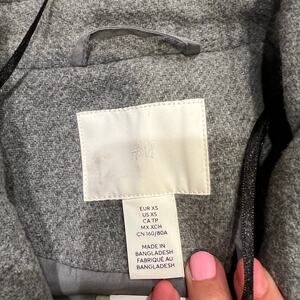 H&M
EUR XS
US XS
CA TP
MX XCH
CN 160/80A
MADE IN
BANGLADESH
FABRIQUÉ AU
BANGLADESH